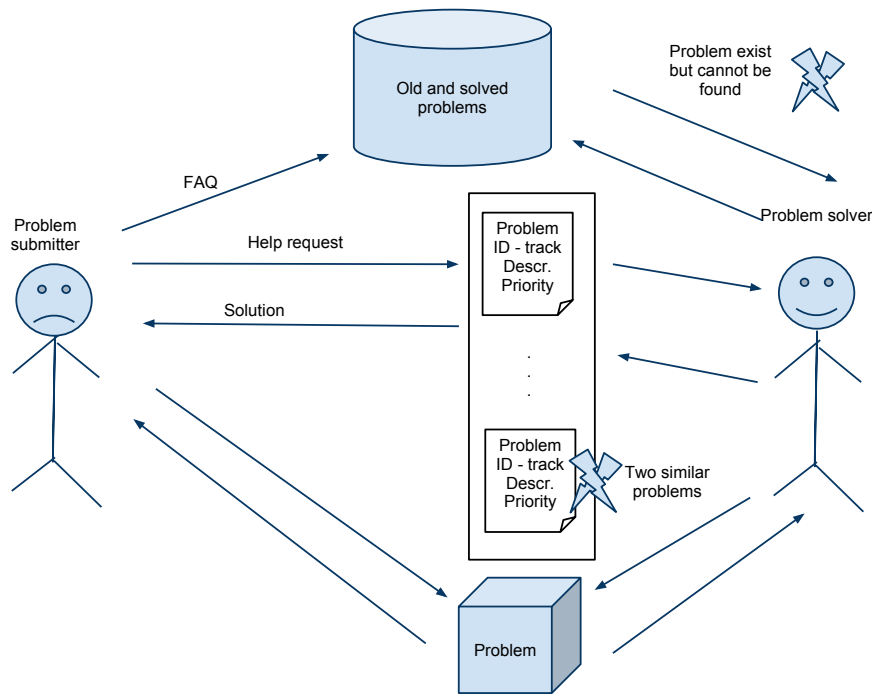 Old and solved
problems
Problem exist
but cannot be
found
FAQ
Problem
submitter
Help request
Solution
Problem
ID - track
Descr.
Priority
.
.
.
Problem
ID - track
Descr.
Priority
Two similar
problems
Problem solver
Problem